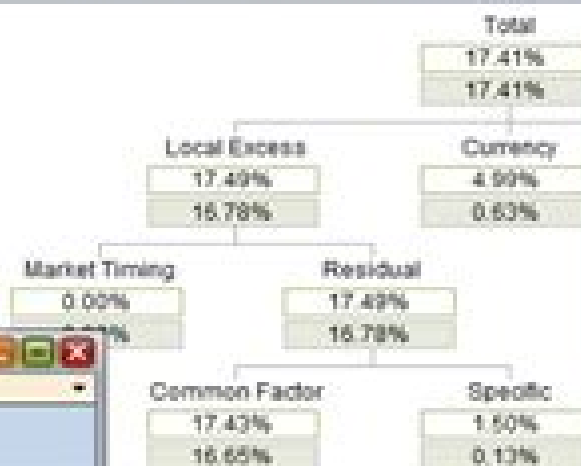 Total
17.41%
17.41%
Local Excess
17.49%
16.78%
Currency
4.99%
0.63%
Market Timing
0.00%
Residual
17.49%
16.78%
Common Factor
17.43%
16.65%
Specific
1.50%
0.13%